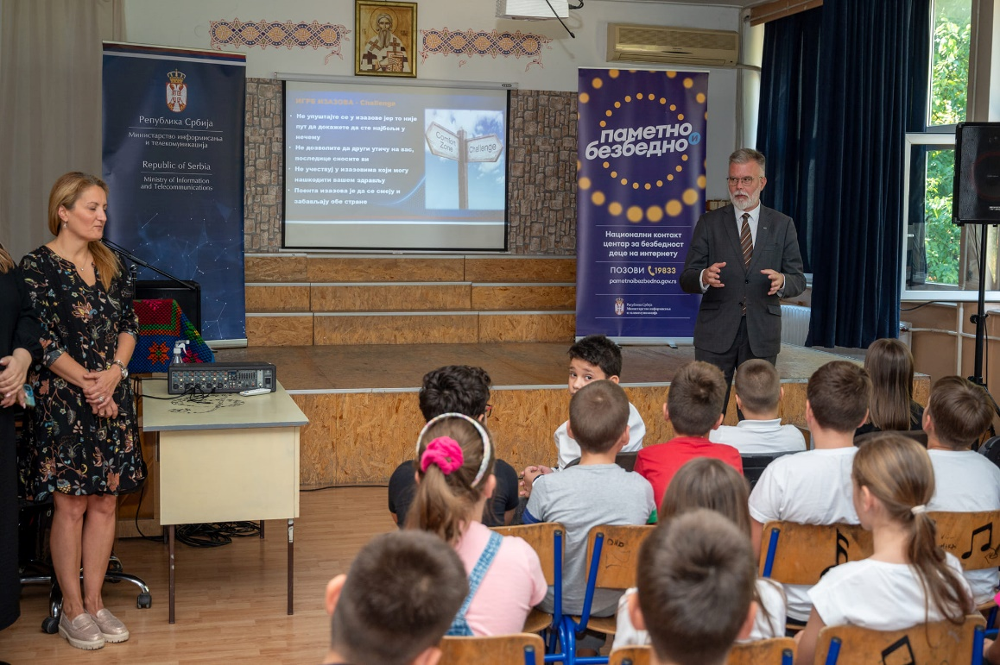 Република Србија
Министарство информисања
и телекомуникација
Republic of Serbia
Ministry of Information
and Telecommunications
ИГРЕ ИЗАЗОВА - Challenge
• Не упуштајте се у изазове јер то није
пут да докажете да сте најбољи у
нечему
• Не дозволите да други утичу на вас,
последице сносите ви
• Не учествуј у изазовима који могу
нашкодити вашем здрављу
• Поента изазова је да се смеју и
забављају обе стране
Comfort
Zone
Challenge
паметно
и
безбедно
Национални контакт
центар за безбедност
деце на интернету
ПОЗОВИ 19833
pametnoibezbedno.gov.rs
Република Србија
Министарство информисања
и телекомуникација